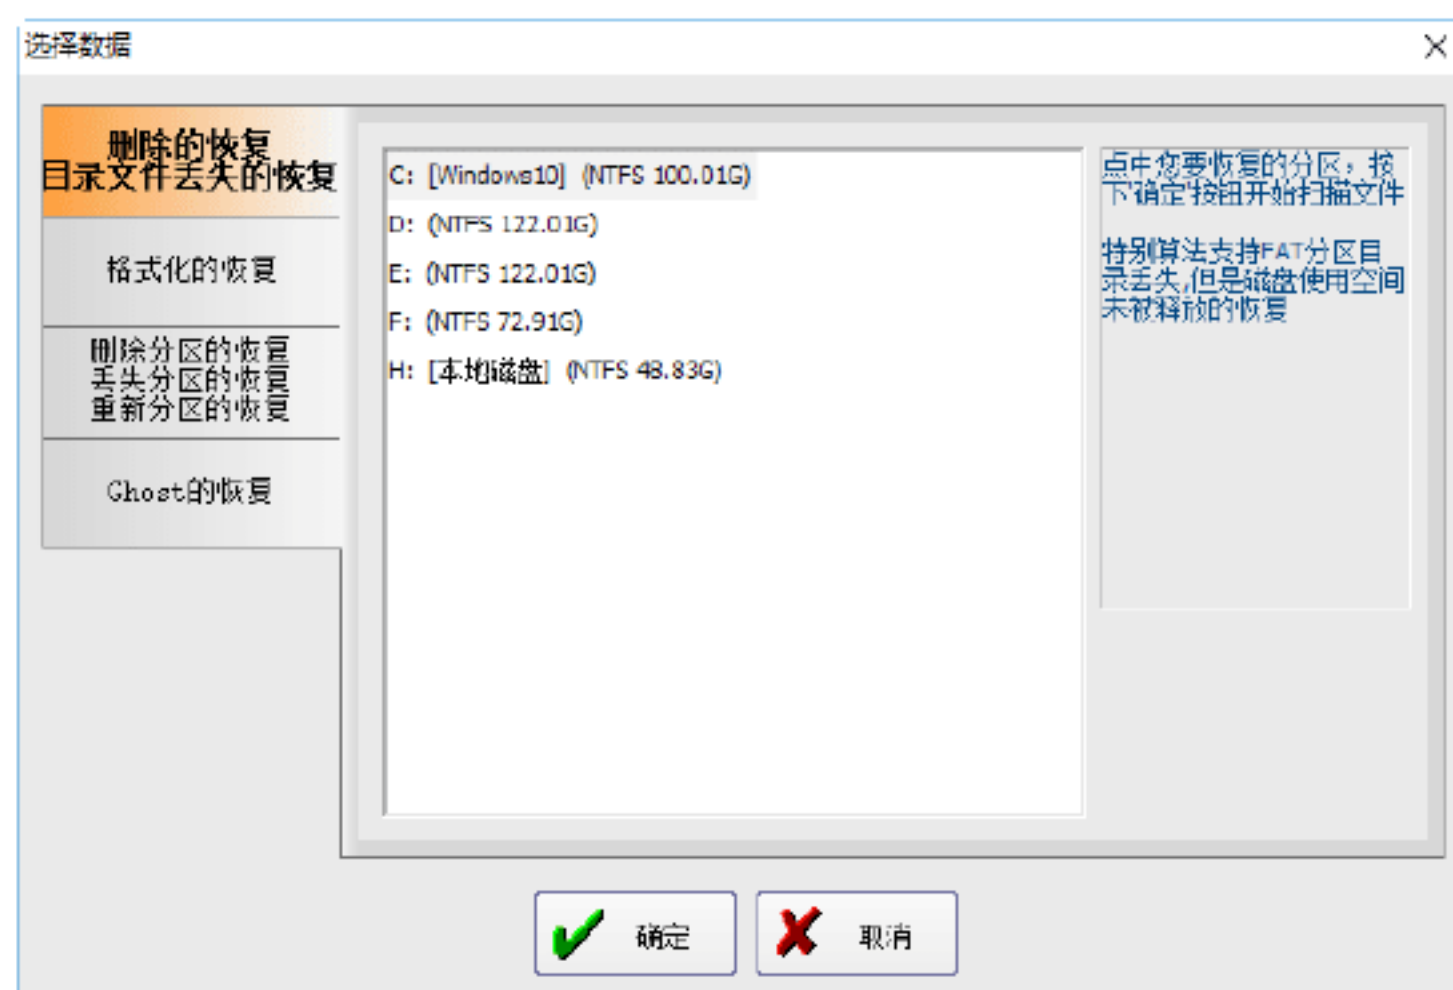 选择数据
删除的恢复
目录文件丢失的恢复
格式化的恢复
删除分区的恢复
丢失分区的恢复
重新分区的恢复
Ghost的恢复
C: [Windows10] (NTFS 100.01G)
D: (NTFS 122.01G)
E: (NTFS 122.01G)
F: (NTFS 72.91G)
H: [本地磁盘] (NTFS 48.83G)
点中您要恢复的分区，按
下'确定'按钮开始扫描文件
特别算法支持FAT分区目
录丢失,但是磁盘使用空间
未被释放的恢复
确定
取消